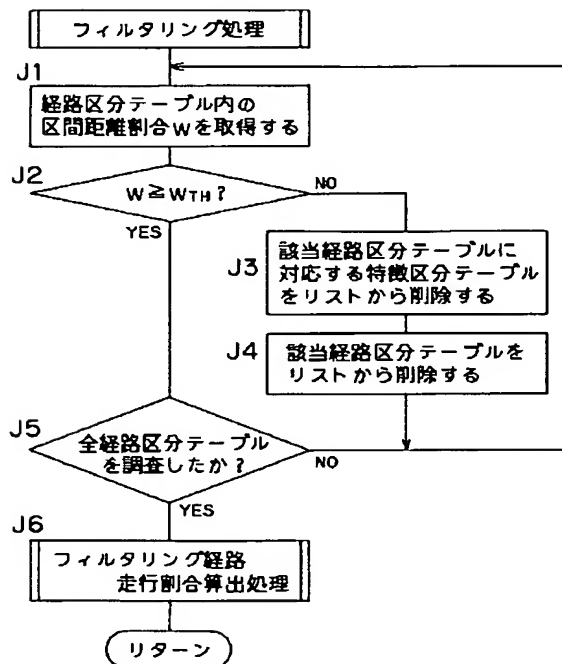 フィルタリング処理
J1
経路区分テーブル内の
区間距離割合Wを取得する
J2
W≧WTH?
NO
YES
J3
該当経路区分テーブルに
対応する特徴区分テーブル
をリストから削除する
J4
該当経路区分テーブルを
リストから削除する
J5
全経路区分テーブル
を調査したか?
NO
YES
J6
フィルタリング経路
走行割合算出処理
リターン